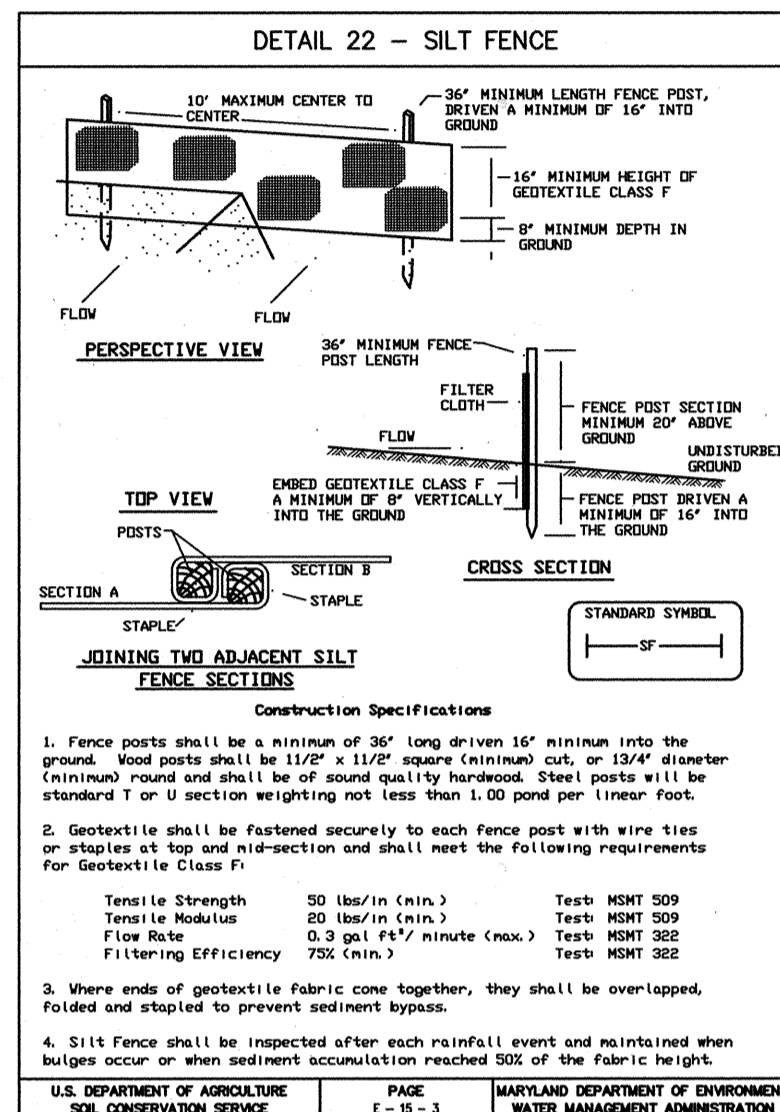 DETAIL 22 – SILT FENCE
10' MAXIMUM CENTER TO
CENTER
36" MINIMUM LENGTH FENCE POST,
DRIVEN A MINIMUM OF 16" INTO
GROUND
16" MINIMUM HEIGHT OF
GEOTEXTILE CLASS F
8" MINIMUM DEPTH IN
GROUND
FLOW
FLOW
PERSPECTIVE VIEW
36" MINIMUM FENCE
POST LENGTH
FILTER
CLOTH
FENCE POST SECTION
MINIMUM 20" ABOVE
GROUND
FLOW
UNDISTURBED
GROUND
EMBED GEOTEXTILE CLASS F
A MINIMUM OF 8" VERTICALLY
INTO THE GROUND
FENCE POST DRIVEN A
MINIMUM OF 16" INTO
THE GROUND
CROSS SECTION
TOP VIEW
POSTS
SECTION B
SECTION A
STAPLE
STAPLE
JOINING TWO ADJACENT SILT
FENCE SECTIONS
STANDARD SYMBOL
SF
Construction Specifications
1. Fence posts shall be a minimum of 36" long driven 16" minimum into the
ground. Wood posts shall be 11/2" x 11/2" square (minimum) cut, or 13/4" diameter
(minimum) round and shall be of sound quality hardwood. Steel posts will be
standard T or U section weighting not less than 1.00 pond per linear foot.
2. Geotextile shall be fastened securely to each fence post with wire ties
or staples at top and mid-section and shall meet the following requirements
for Geotextile Class F:
Tensile Strength 50 lbs/in (min.) Test: MSMT 509
Tensile Modulus 20 lbs/in (min.) Test: MSMT 509
Flow Rate 0.3 gal ft²/ minute (max.) Test: MSMT 322
Filtering Efficiency 75% (min.) Test: MSMT 322
3. Where ends of geotextile fabric come together, they shall be overlapped,
folded and stapled to prevent sediment bypass.
4. Silt Fence shall be inspected after each rainfall event and maintained when
bulges occur or when sediment accumulation reached 50% of the fabric height.
U.S. DEPARTMENT OF AGRICULTURE
SOIL CONSERVATION SERVICE
PAGE
E – 15 – 3
MARYLAND DEPARTMENT OF ENVIRONMEN
WATER MANAGEMENT ADMINISTRATION